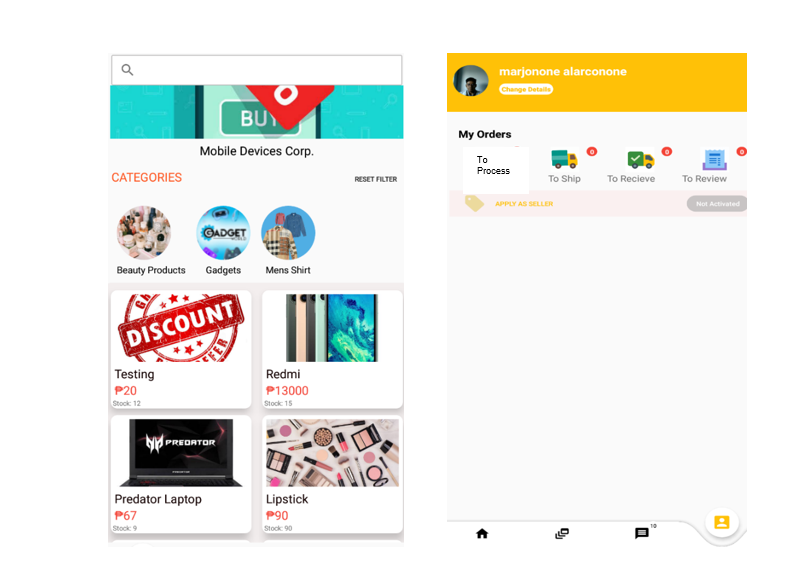 BUY
Mobile Devices Corp.
CATEGORIES
RESET FILTER
GADGET
Beauty Products
Gadgets
Mens Shirt
DISCOUNT
Testing
₱20
Stock: 12
Redmi
₱13000
Stock: 15
PREDATOR
Predator Laptop
₱67
Stock: 9
Lipstick
₱90
Stock: 90
marjonone alarconone
Change Details
My Orders
To
Process
0
To Ship
0
To Recieve
0
To Review
APPLY AS SELLER
Not Activated
10